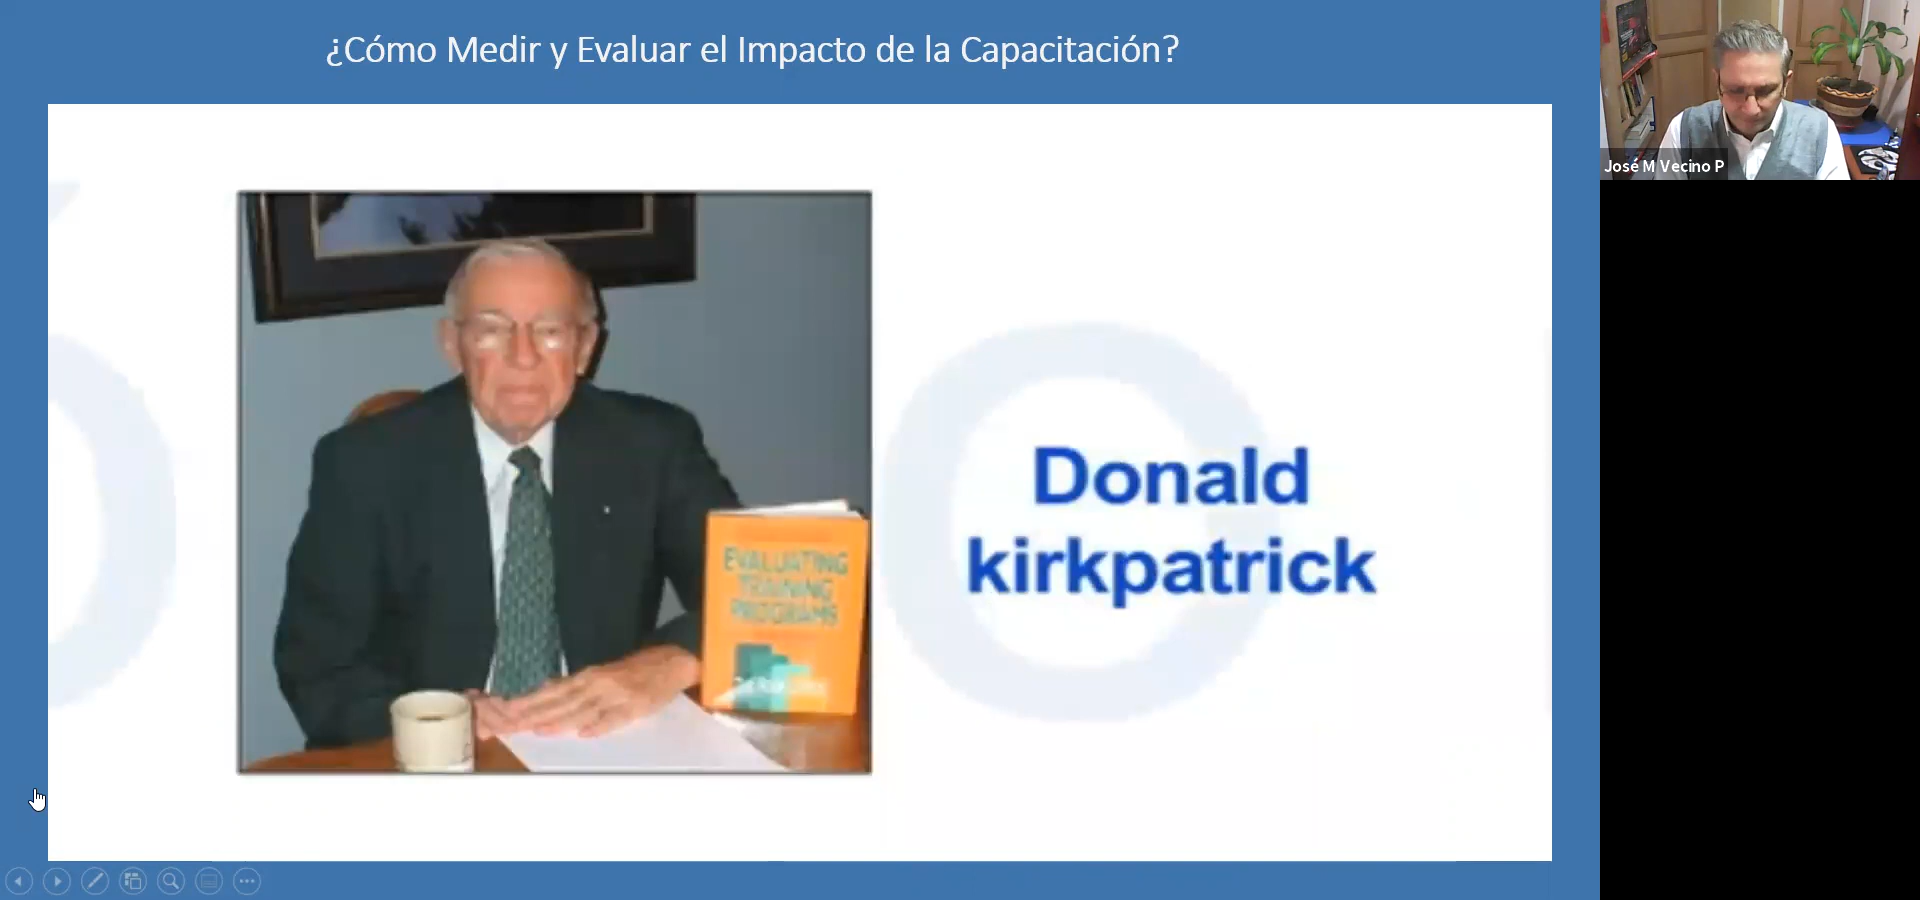 ¿Cómo Medir y Evaluar el Impacto de la Capacitación?
José M Vecino P
EVALUATING
TRAINING
PROGRAMS
Donald
kirkpatrick